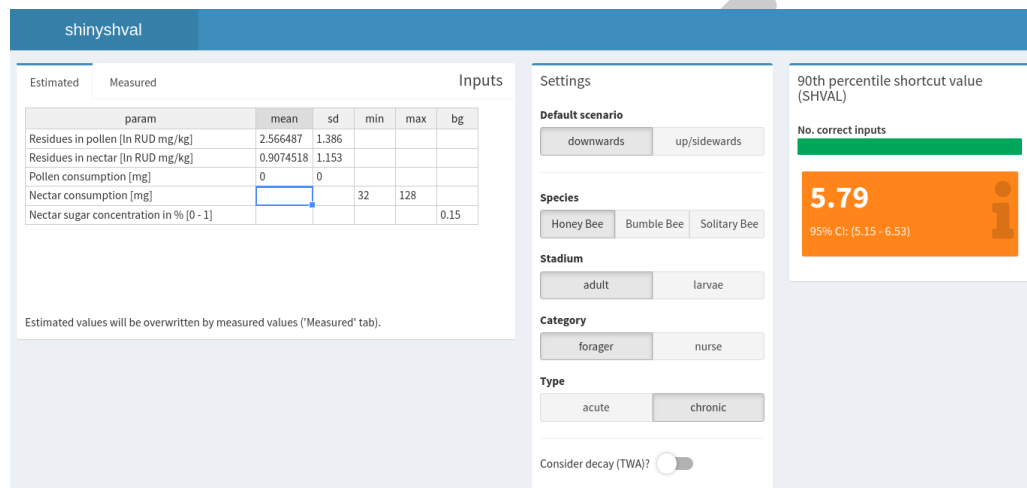 shinyshval
Estimated Measured Inputs
param mean sd min max bg
Residues in pollen [ln RUD mg/kg] 2.566487 1.386
Residues in nectar [ln RUD mg/kg] 0.9074518 1.153
Pollen consumption [mg] 0 0
Nectar consumption [mg] 32 128
Nectar sugar concentration in % [0 - 1] 0.15
Estimated values will be overwritten by measured values ('Measured' tab).
Settings
Default scenario
downwards up/sidewards
Species
Honey Bee Bumble Bee Solitary Bee
Stadium
adult larvae
Category
forager nurse
Type
acute chronic
Consider decay (TWA)?
90th percentile shortcut value
(SHVAL)
No. correct inputs
5.79
95% CI: (5.15 - 6.53)